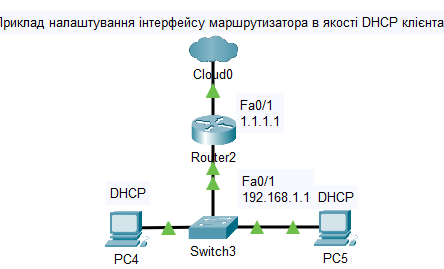 Приклад налаштування інтерфейсу маршрутизатора в якості DHCP клієнта
Cloud0
Fa0/1
1.1.1.1
Router2
Fa0/1
192.168.1.1
DHCP
DHCP
PC4
Switch3
PC5